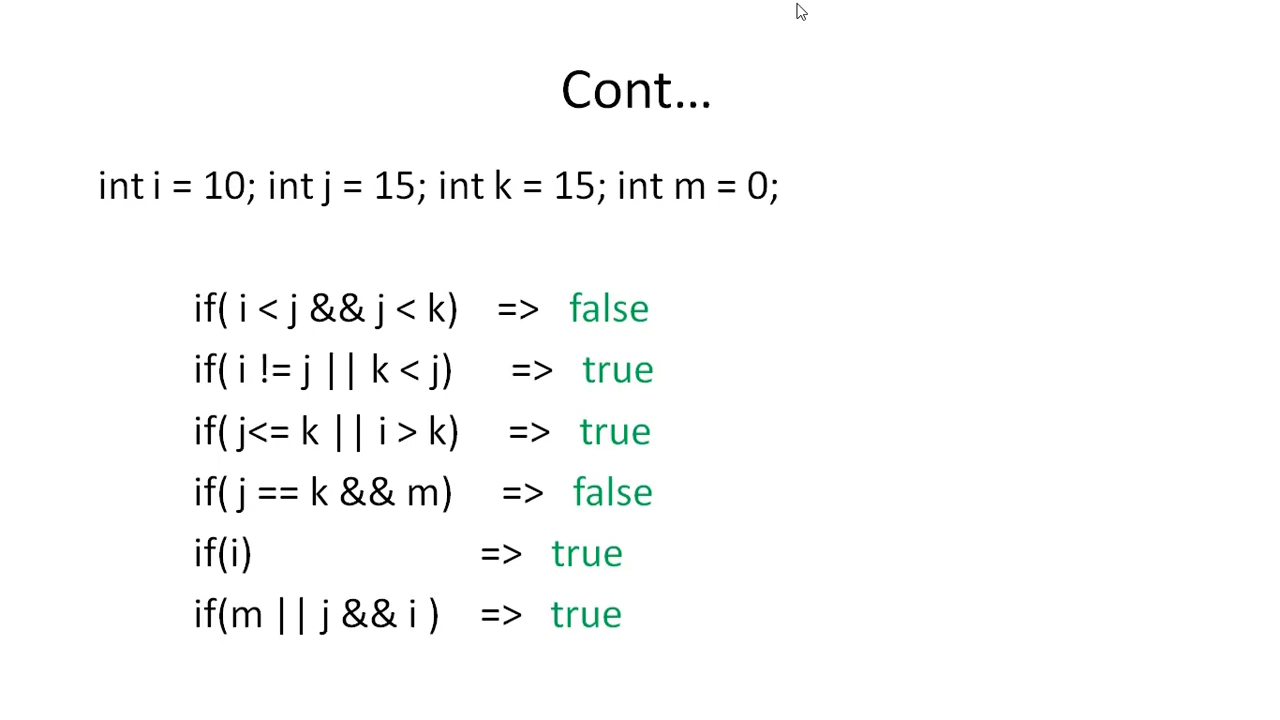 Cont...
int i = 10; int j = 15; int k = 15; int m = 0;
if( i < j && j < k) => false
if( i != j || k < j) => true
if( j<= k || i > k) => true
if( j == k && m) => false
if(i) => true
if(m || j && i ) => true